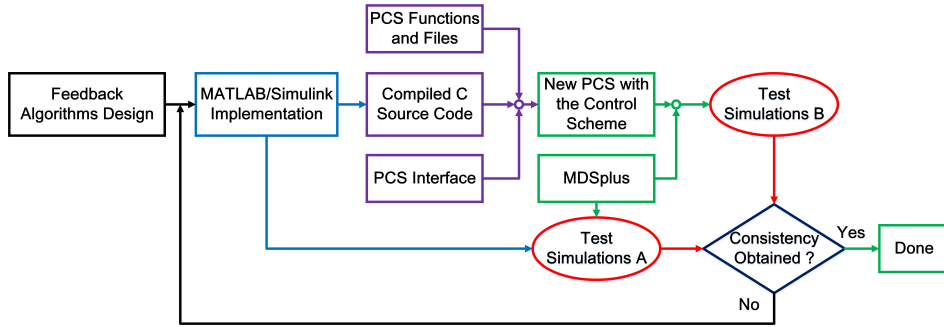 PCS Functions
and Files
Feedback
Algorithms Design
MATLAB/Simulink
Implementation
Compiled C
Source Code
New PCS with
the Control
Scheme
Test
Simulations B
PCS Interface
MDSplus
Test
Simulations A
Consistency
Obtained ?
Yes
Done
No